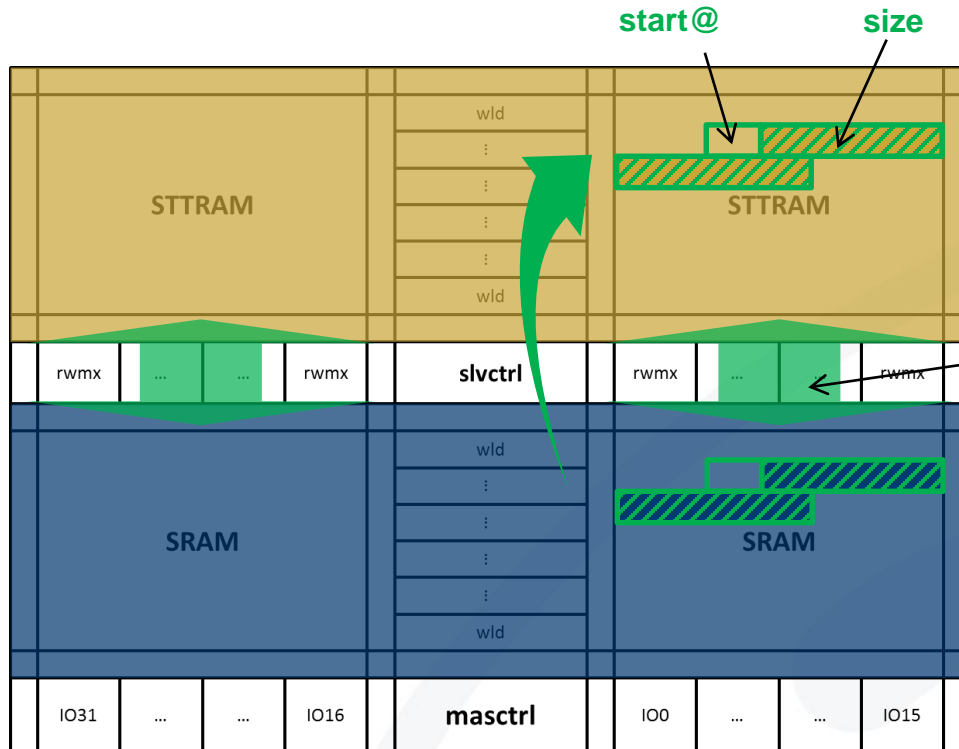 start@ size
wld
⋮
⋮
STTRAM ⋮ STTRAM
⋮
wld
rwmx ... ... rwmx slvctrl rwmx ... ... rwmx
wld
⋮
⋮
SRAM ⋮ SRAM
⋮
wld
IO31 ... ... IO16 masctrl IO0 ... ... IO15